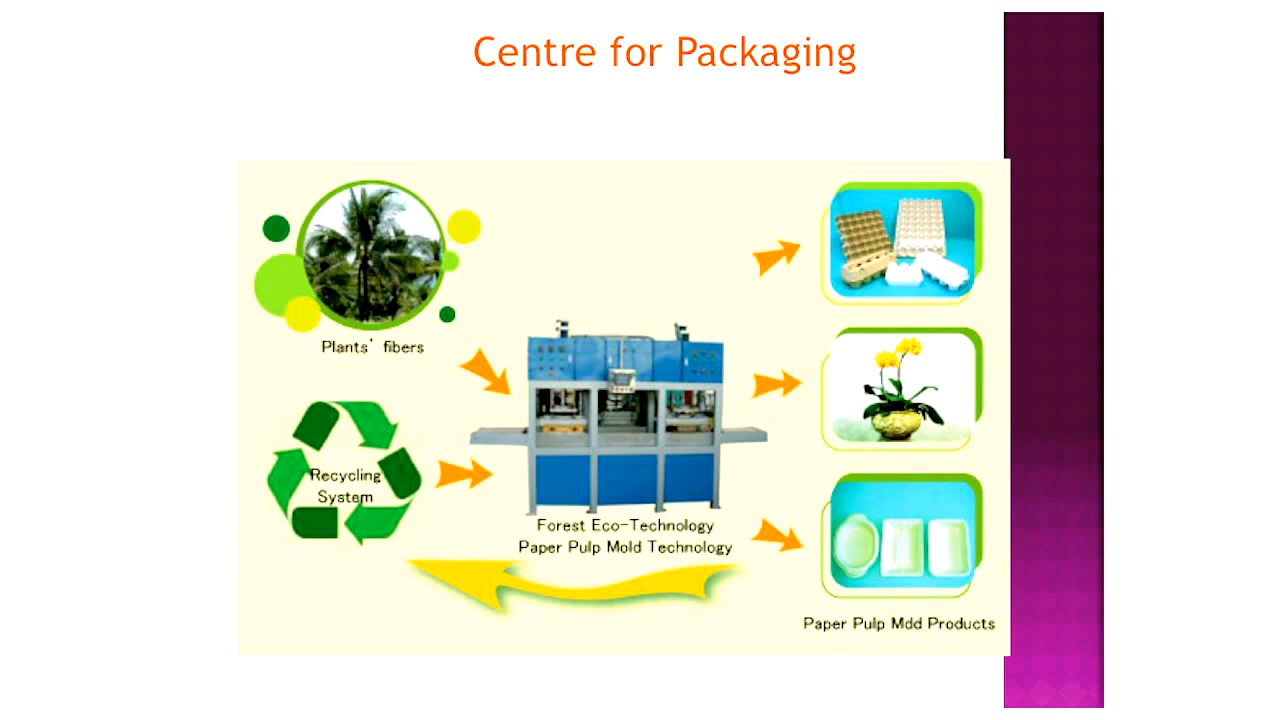 Centre for Packaging
Plants' fibers
Recycling
System
Forest Eco-Technology
Paper Pulp Mold Technology
Paper Pulp Mdd Products